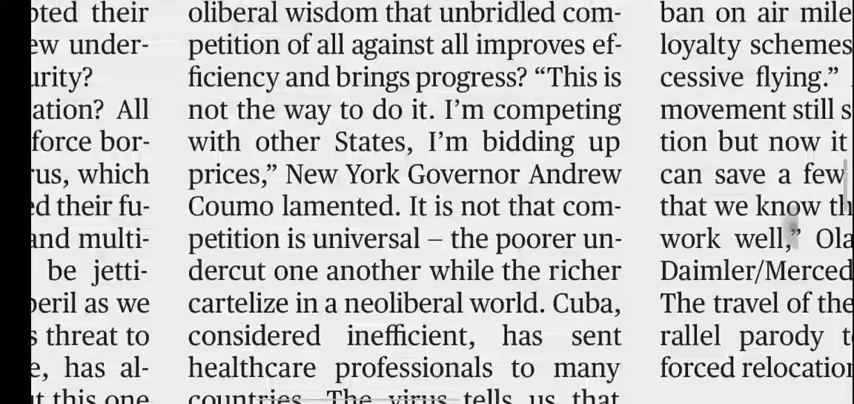 pted their
ew under-
urity?
ation? All
force bor-
rus, which
ed their fu-
and multi-
be jetti-
peril as we
s threat to
e, has al-
t this one
oliberal wisdom that unbridled com-
petition of all against all improves ef-
ficiency and brings progress? “This is
not the way to do it. I’m competing
with other States, I’m bidding up
prices,” New York Governor Andrew
Coumo lamented. It is not that com-
petition is universal – the poorer un-
dercut one another while the richer
cartelize in a neoliberal world. Cuba,
considered inefficient, has sent
healthcare professionals to many
countries. The virus tells us that
ban on air mile
loyalty schemes
cessive flying.”
movement still s
tion but now it
can save a few
that we know th
work well,” Ola
Daimler/Merced
The travel of the
rallel parody t
forced relocation